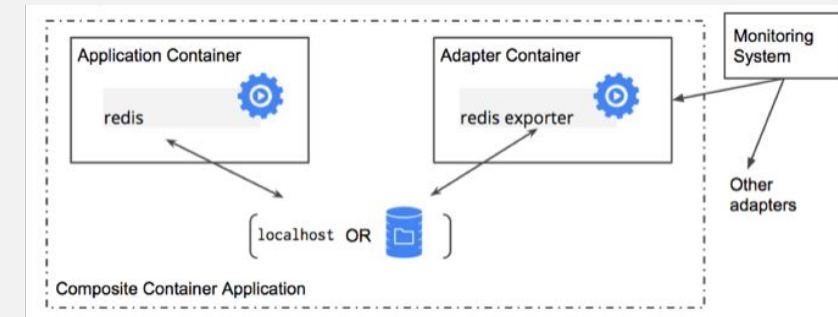 Application Container
redis
Adapter Container
redis exporter
Monitoring
System
Other
adapters
[localhost OR ]
Composite Container Application